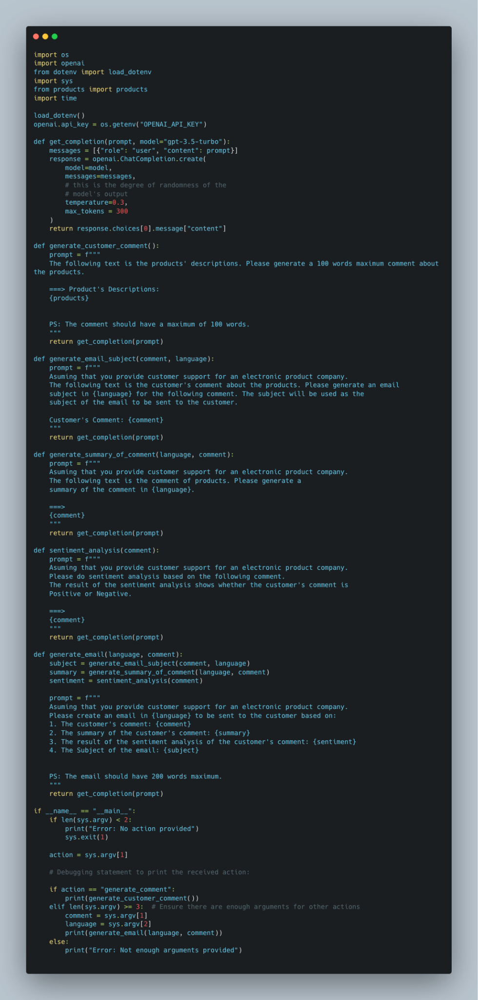 import os
import openai
from dotenv import load_dotenv
import sys
from products import products
import time

load_dotenv()
openai.api_key = os.getenv("OPENAI_API_KEY")

def get_completion(prompt, model="gpt-3.5-turbo"):
    messages = [{"role": "user", "content": prompt}]
    response = openai.ChatCompletion.create(
        model=model,
        messages=messages,
        # this is the degree of randomness of the
        # model's output
        temperature=0.3,
        max_tokens = 300
    )
    return response.choices[0].message["content"]

def generate_customer_comment():
    prompt = f"""
    The following text is the products' descriptions. Please generate a 100 words maximum comment about
the products.

    ===> Product's Descriptions:
    {products}


    PS: The comment should have a maximum of 100 words.
    """
    return get_completion(prompt)

def generate_email_subject(comment, language):
    prompt = f"""
    Asuming that you provide customer support for an electronic product company.
    The following text is the customer's comment about the products. Please generate an email
    subject in {language} for the following comment. The subject will be used as the
    subject of the email to be sent to the customer.

    Customer's Comment: {comment}
    """
    return get_completion(prompt)

def generate_summary_of_comment(language, comment):
    prompt = f"""
    Asuming that you provide customer support for an electronic product company.
    The following text is the comment of products. Please generate a
    summary of the comment in {language}.

    ===>
    {comment}
    """
    return get_completion(prompt)

def sentiment_analysis(comment):
    prompt = f"""
    Asuming that you provide customer support for an electronic product company.
    Please do sentiment analysis based on the following comment.
    The result of the sentiment analysis shows whether the customer's comment is
    Positive or Negative.

    ===>
    {comment}
    """
    return get_completion(prompt)

def generate_email(language, comment):
    subject = generate_email_subject(comment, language)
    summary = generate_summary_of_comment(language, comment)
    sentiment = sentiment_analysis(comment)

    prompt = f"""
    Asuming that you provide customer support for an electronic product company.
    Please create an email in {language} to be sent to the customer based on:
    1. The customer's comment: {comment}
    2. The summary of the customer's comment: {summary}
    3. The result of the sentiment analysis of the customer's comment: {sentiment}
    4. The Subject of the email: {subject}


    PS: The email should have 200 words maximum.
    """
    return get_completion(prompt)

if __name__ == "__main__":
    if len(sys.argv) < 2:
        print("Error: No action provided")
        sys.exit(1)

    action = sys.argv[1]

    # Debugging statement to print the received action:

    if action == "generate_comment":
        print(generate_customer_comment())
    elif len(sys.argv) >= 3:  # Ensure there are enough arguments for other actions
        comment = sys.argv[1]
        language = sys.argv[2]
        print(generate_email(language, comment))
    else:
        print("Error: Not enough arguments provided")